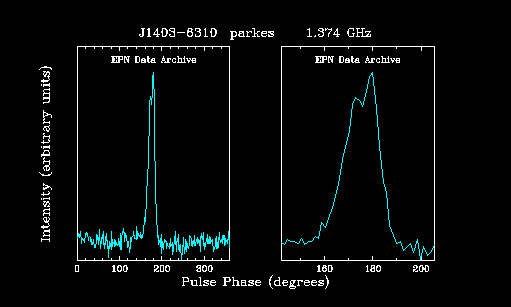 J1403-6310 parkes 1.374 GHz
EPN Data Archive
EPN Data Archive
Intensity (arbitrary units)
0 100 200 300
160 180 200
Pulse Phase (degrees)